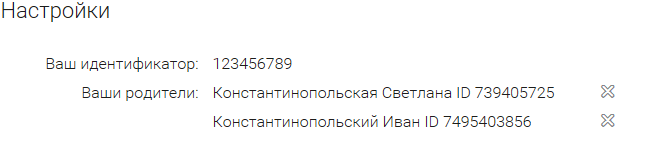 Настройки
Ваш идентификатор: 123456789
Ваши родители: Константинопольская Светлана ID 739405725
Константинопольский Иван ID 7495403856